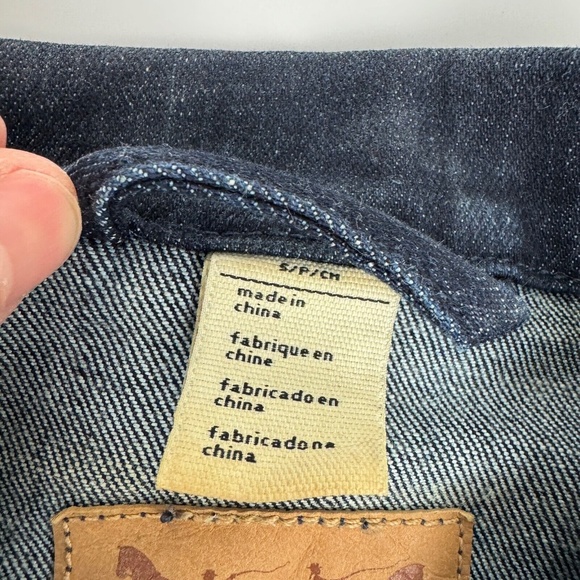 S/P/CH
made in
china
fabrique en
chine
fabricado en
china
fabricado na
china